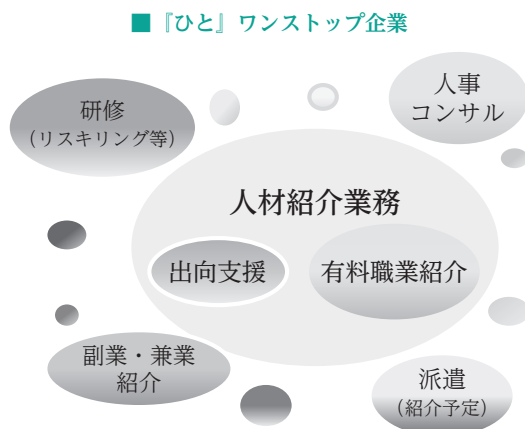 ■『ひと』ワンストップ企業
研修
(リスキリング等)
人事
コンサル
人材紹介業務
出向支援
有料職業紹介
副業・兼業
紹介
派遣
(紹介予定)